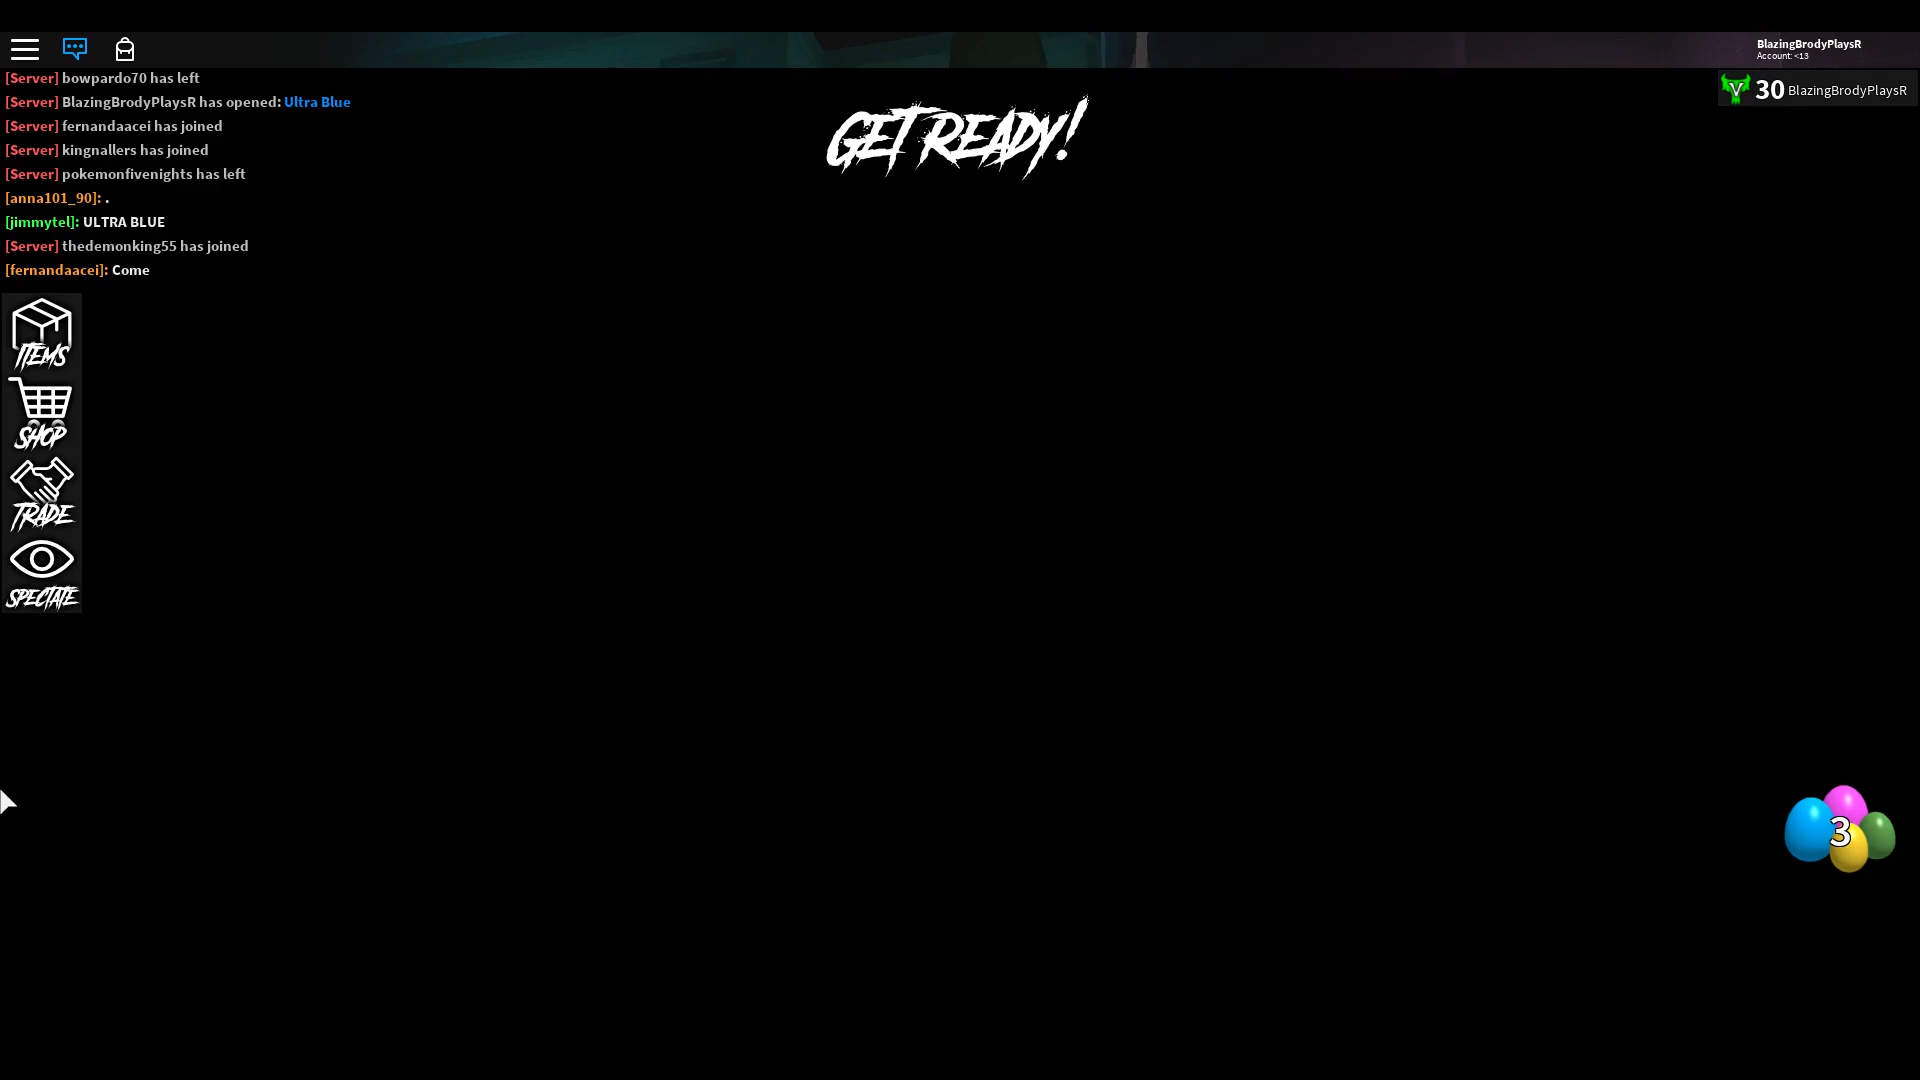 BlazingBrodyPlaysR
Account: <13
[Server] bowpardo70 has left
V 30 BlazingBrodyPlaysR
[Server] BlazingBrodyPlaysR has opened: Ultra Blue
GET READY!
[Server] fernandaacei has joined
[Server] kingnallers has joined
[Server] pokemonfivenights has left
[anna101_90]: .
[jimmytel]: ULTRA BLUE
[Server] thedemonking55 has joined
[fernandaacei]: Come
ITEMS
SHOP
TRADE
SPECTATE
3